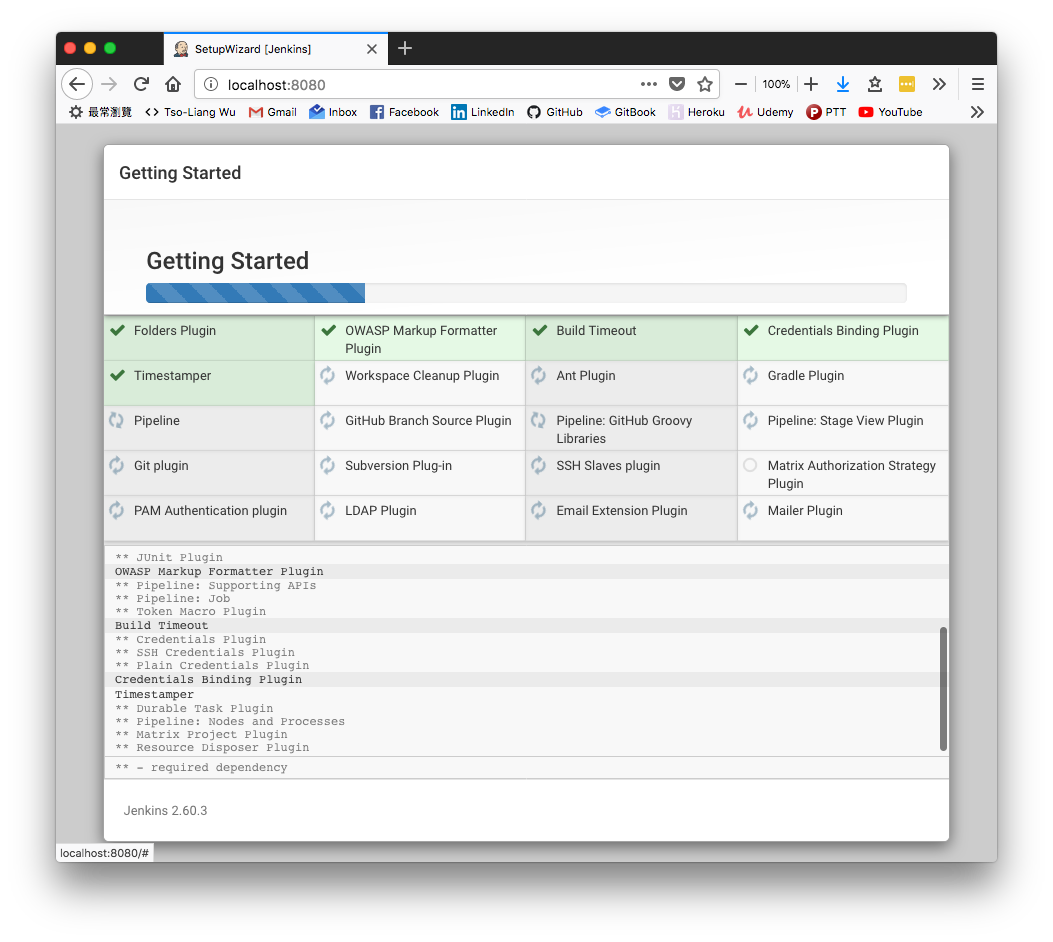 SetupWizard [Jenkins]
localhost:8080
100%
最常瀏覽 Tso-Liang Wu Gmail Inbox Facebook LinkedIn GitHub GitBook Heroku Udemy PTT YouTube
Getting Started
Getting Started
Folders Plugin
OWASP Markup Formatter
Plugin
Build Timeout
Credentials Binding Plugin
Timestamper
Workspace Cleanup Plugin
Ant Plugin
Gradle Plugin
Pipeline
GitHub Branch Source Plugin
Pipeline: GitHub Groovy
Libraries
Pipeline: Stage View Plugin
Git plugin
Subversion Plug-in
SSH Slaves plugin
Matrix Authorization Strategy
Plugin
PAM Authentication plugin
LDAP Plugin
Email Extension Plugin
Mailer Plugin
** JUnit Plugin
OWASP Markup Formatter Plugin
** Pipeline: Supporting APIs
** Pipeline: Job
** Token Macro Plugin
Build Timeout
** Credentials Plugin
** SSH Credentials Plugin
** Plain Credentials Plugin
Credentials Binding Plugin
Timestamper
** Durable Task Plugin
** Pipeline: Nodes and Processes
** Matrix Project Plugin
** Resource Disposer Plugin
** - required dependency
Jenkins 2.60.3
localhost:8080/#